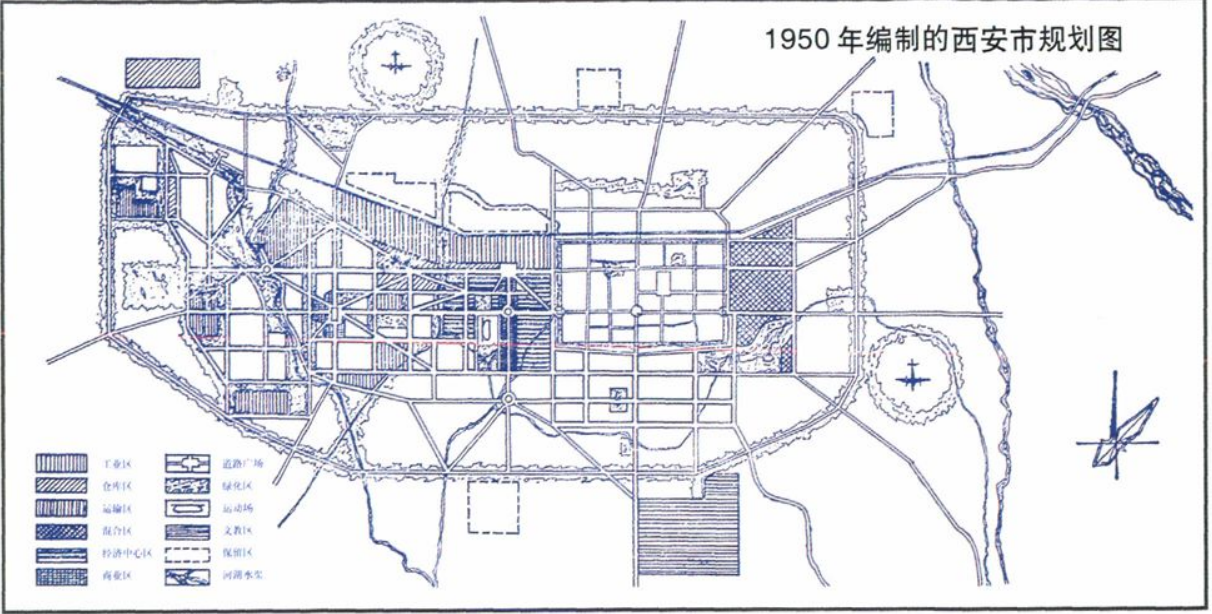 1950 年编制的西安市规划图
工业区
道路广场
仓库区
绿化区
运输区
运动场
混合区
文教区
经济中心区
保留区
商业区
河湖水渠